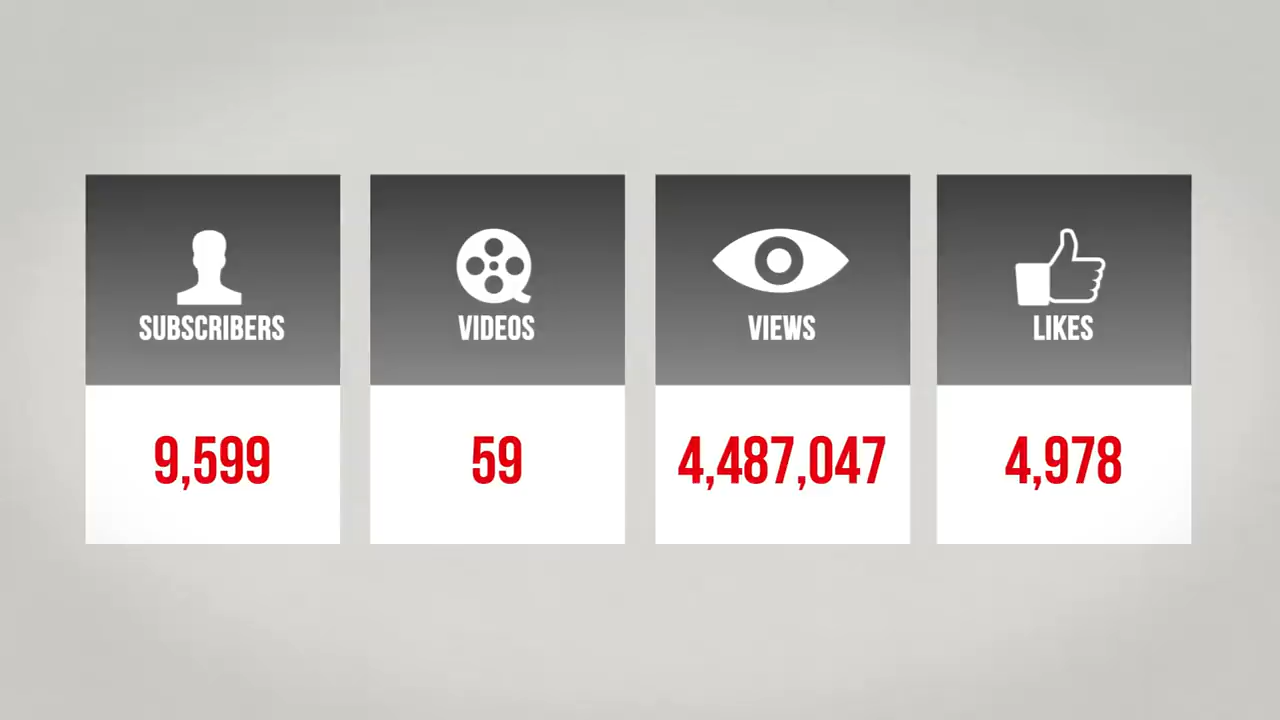 SUBSCRIBERS
9,599
VIDEOS
59
VIEWS
4,487,047
LIKES
4,978